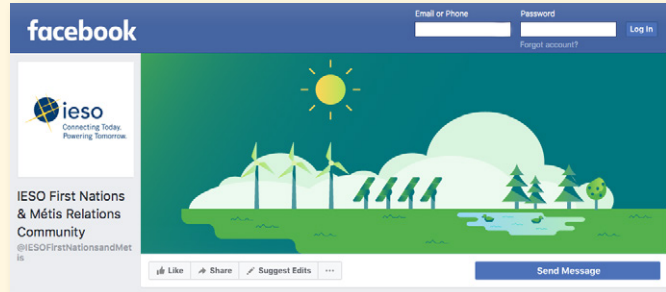 facebook
Email or Phone
Password
Log In
Forgot account?
ieso
Connecting Today.
Powering Tomorrow.
IESO First Nations
& Métis Relations
Community
@IESOFirstNationsandMet
is
Like
Share
Suggest Edits
···
Send Message